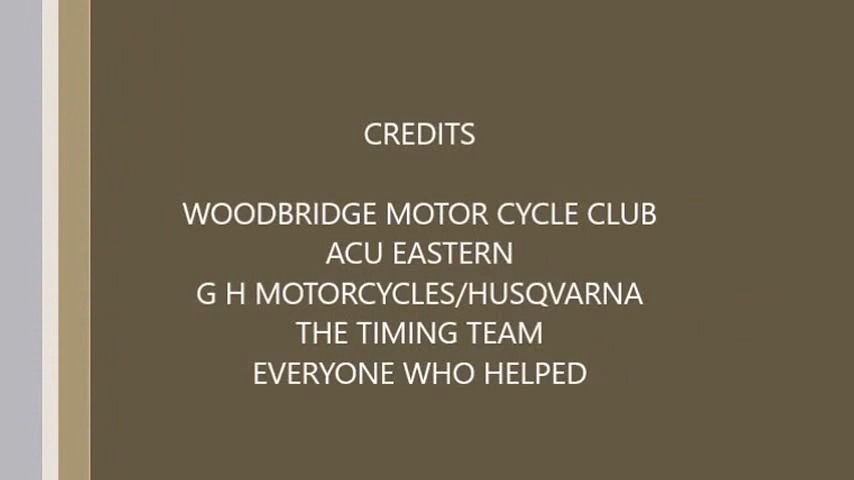 CREDITS
WOODBRIDGE MOTOR CYCLE CLUB
ACU EASTERN
G H MOTORCYCLES/HUSQVARNA
THE TIMING TEAM
EVERYONE WHO HELPED